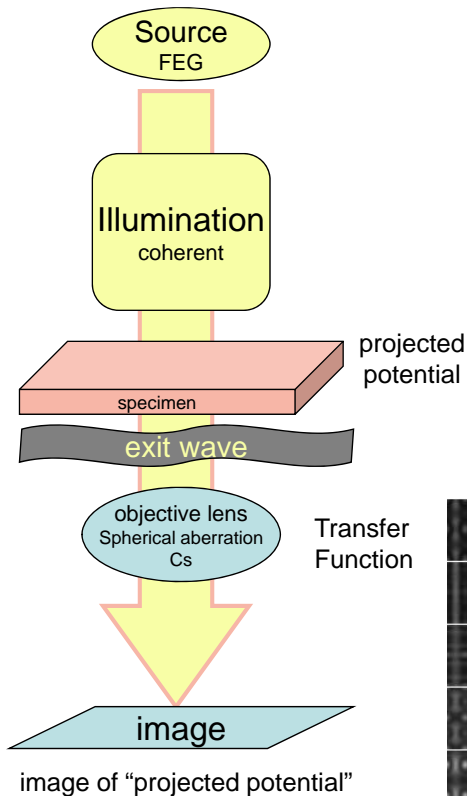 Source
FEG
Illumination
coherent
projected
potential
specimen
exit wave
objective lens
Spherical aberration
Cs
Transfer
Function
image
image of “projected potential”